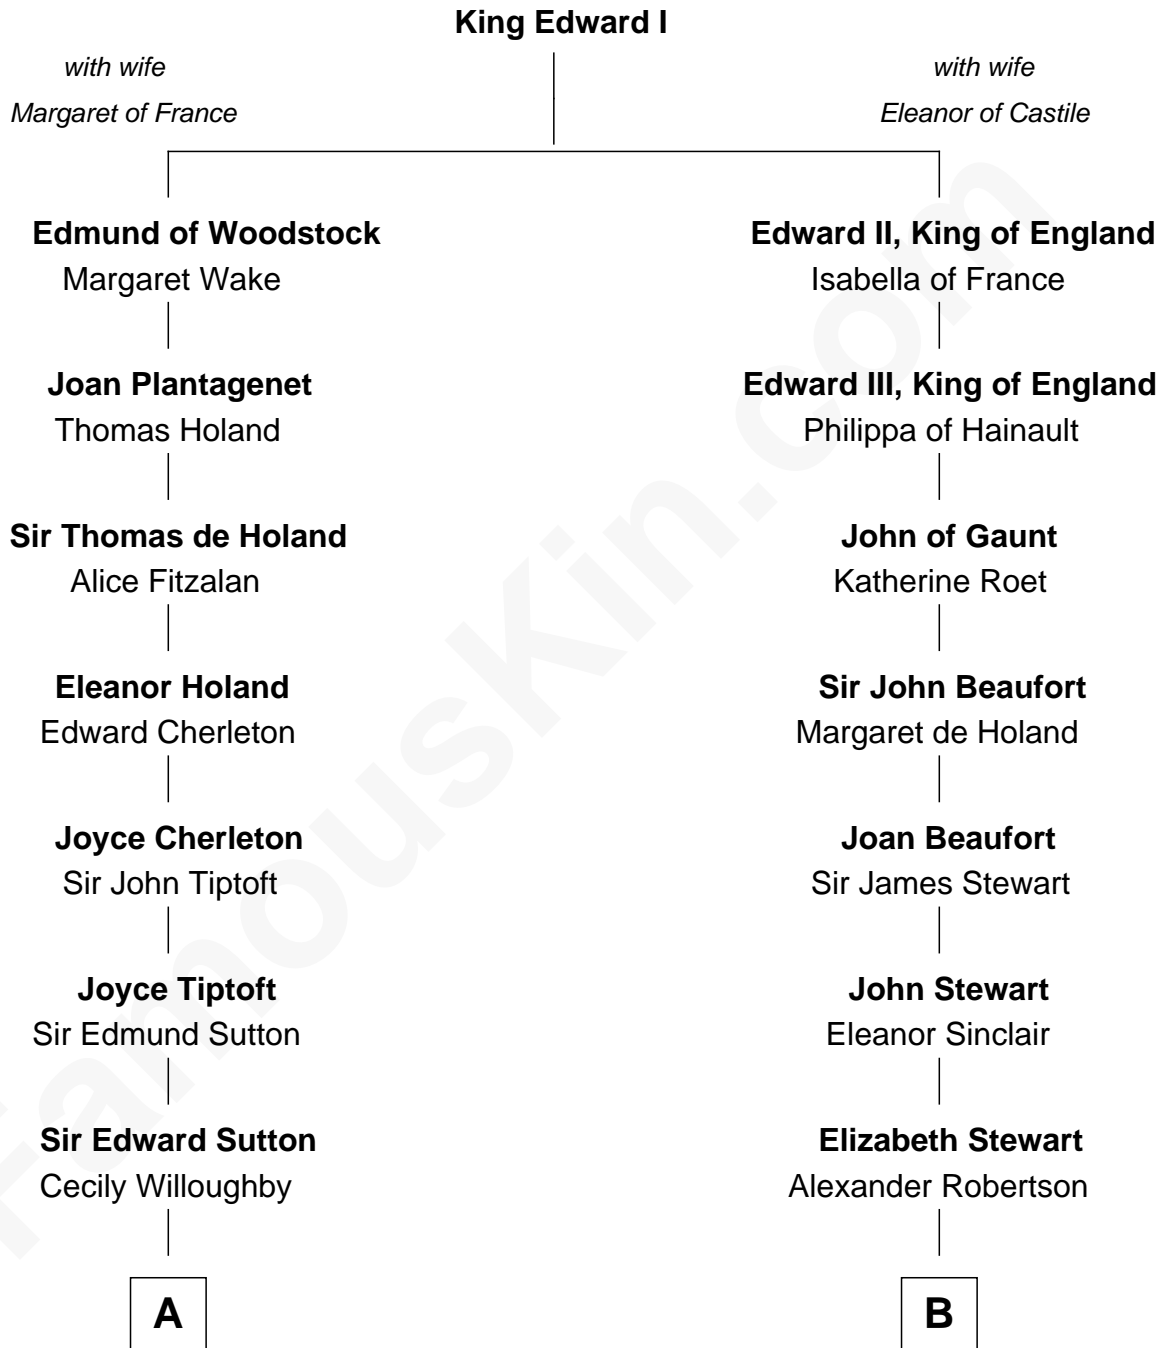 King Edward I
with wife
Margaret of France
with wife
Eleanor of Castile
Edmund of Woodstock
Margaret Wake
Joan Plantagenet
Thomas Holand
Sir Thomas de Holand
Alice Fitzalan
Eleanor Holand
Edward Cherleton
Joyce Cherleton
Sir John Tiptoft
Joyce Tiptoft
Sir Edmund Sutton
Sir Edward Sutton
Cecily Willoughby
A
Edward II, King of England
Isabella of France
Edward III, King of England
Philippa of Hainault
John of Gaunt
Katherine Roet
Sir John Beaufort
Margaret de Holand
Joan Beaufort
Sir James Stewart
John Stewart
Eleanor Sinclair
Elizabeth Stewart
Alexander Robertson
B
FamousKin.com